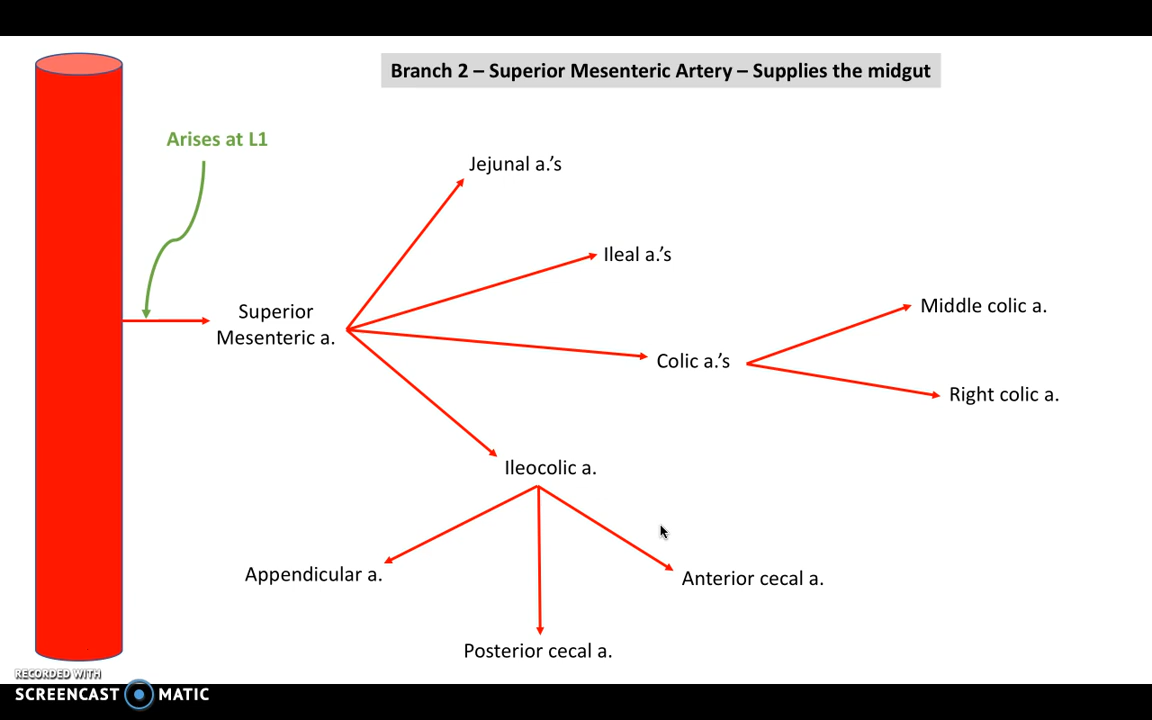 Branch 2 – Superior Mesenteric Artery – Supplies the midgut
Arises at L1
Jejunal a.’s
Ileal a.’s
Superior
Mesenteric a.
Middle colic a.
Colic a.’s
Right colic a.
Ileocolic a.
Appendicular a.
Anterior cecal a.
Posterior cecal a.
RECORDED WITH
SCREENCAST MATIC